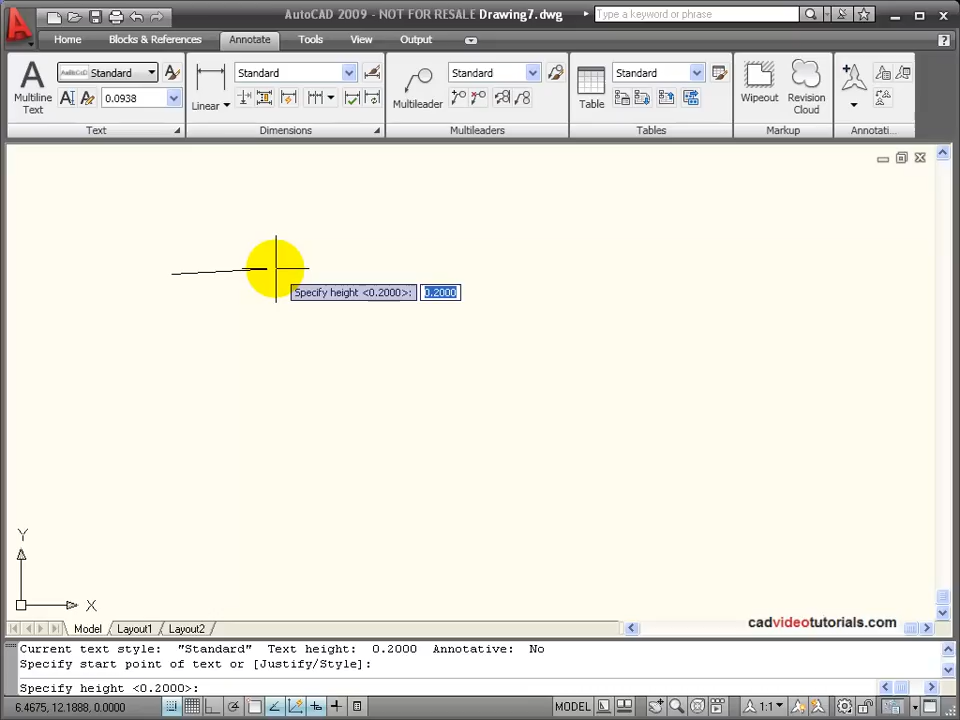 AutoCAD 2009 - NOT FOR RESALE Drawing7.dwg
Type a keyword or phrase
Home Blocks & References Annotate Tools View Output
Multiline Text
Standard
0.0938
Text
Linear
Standard
Dimensions
Multileader
Standard
Multileaders
Table
Standard
Tables
Wipeout
Revision Cloud
Markup
Annotati...
Specify height <0.2000>: 0.2000
Y
X
Model Layout1 Layout2
cadvideotutorials.com
Current text style: "Standard" Text height: 0.2000 Annotative: No
Specify start point of text or [Justify/Style]:
Specify height <0.2000>:
6.4675, 12.1888, 0.0000
MODEL
1:1